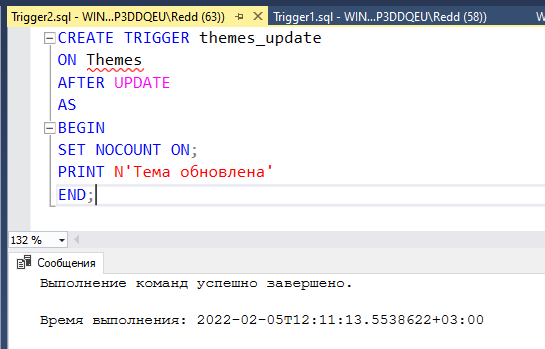 Trigger2.sql - WIN...P3DDQEU\Redd (63))
Trigger1.sql - WIN...P3DDQEU\Redd (58))
W
CREATE TRIGGER themes_update
ON Themes
AFTER UPDATE
AS
BEGIN
SET NOCOUNT ON;
PRINT N'Тема обновлена'
END;
132 %
Сообщения
Выполнение команд успешно завершено.
Время выполнения: 2022-02-05T12:11:13.5538622+03:00